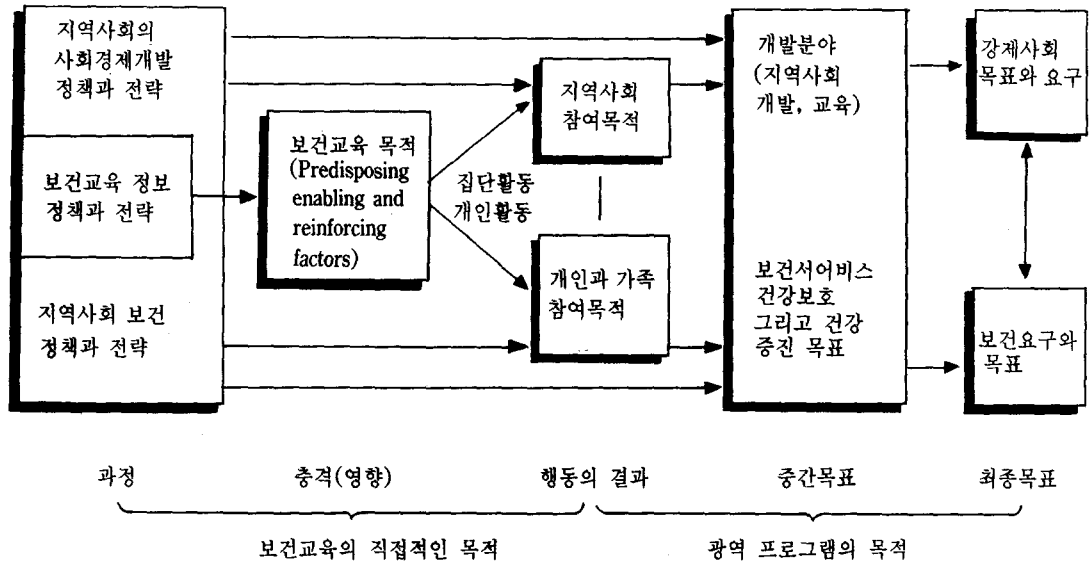 지역사회의
사회경제개발
정책과 전략
보건교육 정보
정책과 전략
지역사회 보건
정책과 전략
보건교육 목적
(Predisposing
enabling and
reinforcing
factors)
집단활동
개인활동
지역사회
참여목적
개인과 가족
참여목적
개발분야
(지역사회
개발, 교육)
보건서어비스
건강보호
그리고 건강
증진 목표
강제사회
목표와 요구
보건요구와
목표
과정
충격(영향)
행동의 결과
중간목표
최종목표
보건교육의 직접적인 목적
광역 프로그램의 목적